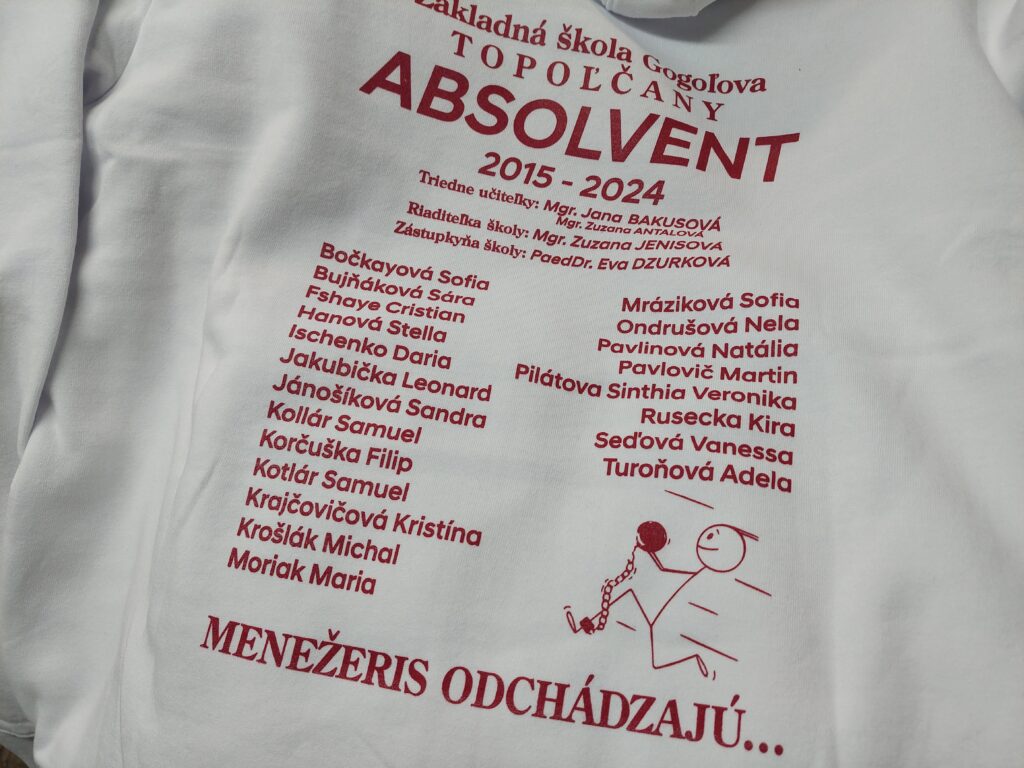 Základná škola Gogoľova
TOPOĽČANY
ABSOLVENT
2015 - 2024
Triedne učiteľky: Mgr. Jana BAKUSOVÁ
Mgr. Zuzana ANTALOVÁ
Riaditeľka školy: Mgr. Zuzana JENISOVÁ
Zástupkyňa školy: PaedDr. Eva DZURKOVÁ
Bočkayová Sofia
Bujňáková Sára
Fshaye Cristian
Hanová Stella
Ischenko Daria
Jakubička Leonard
Jánošíková Sandra
Kollár Samuel
Korčuška Filip
Kotlár Samuel
Krajčovičová Kristína
Krošlák Michal
Moriak Maria
Mráziková Sofia
Ondrušová Nela
Pavlinová Natália
Pavlovič Martin
Pilátova Sinthia Veronika
Rusecka Kira
Seďová Vanessa
Turoňová Adela
MENEŽERIS ODCHÁDZAJÚ...